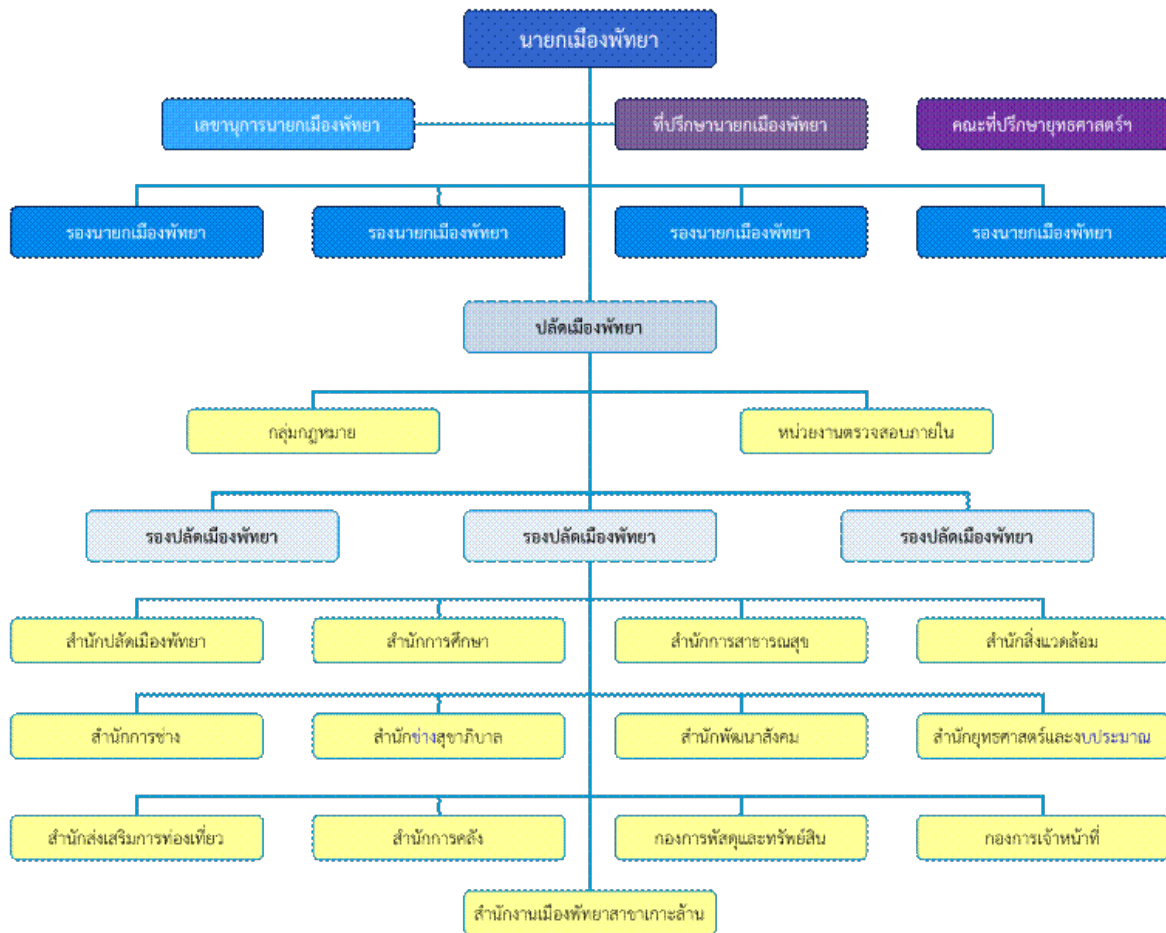 นายกเมืองพัทยา
เลขานุการนายกเมืองพัทยา
ที่ปรึกษานายกเมืองพัทยา
คณะที่ปรึกษายุทธศาสตร์ฯ
รองนายกเมืองพัทยา
รองนายกเมืองพัทยา
รองนายกเมืองพัทยา
รองนายกเมืองพัทยา
ปลัดเมืองพัทยา
กลุ่มกฎหมาย
หน่วยงานตรวจสอบภายใน
รองปลัดเมืองพัทยา
รองปลัดเมืองพัทยา
รองปลัดเมืองพัทยา
สำนักปลัดเมืองพัทยา
สำนักการศึกษา
สำนักการสาธารณสุข
สำนักสิ่งแวดล้อม
สำนักการช่าง
สำนักช่างสุขาภิบาล
สำนักพัฒนาสังคม
สำนักยุทธศาสตร์และงบประมาณ
สำนักส่งเสริมการท่องเที่ยว
สำนักการคลัง
กองการพัสดุและทรัพย์สิน
กองการเจ้าหน้าที่
สำนักงานเมืองพัทยาสาขาเกาะล้าน